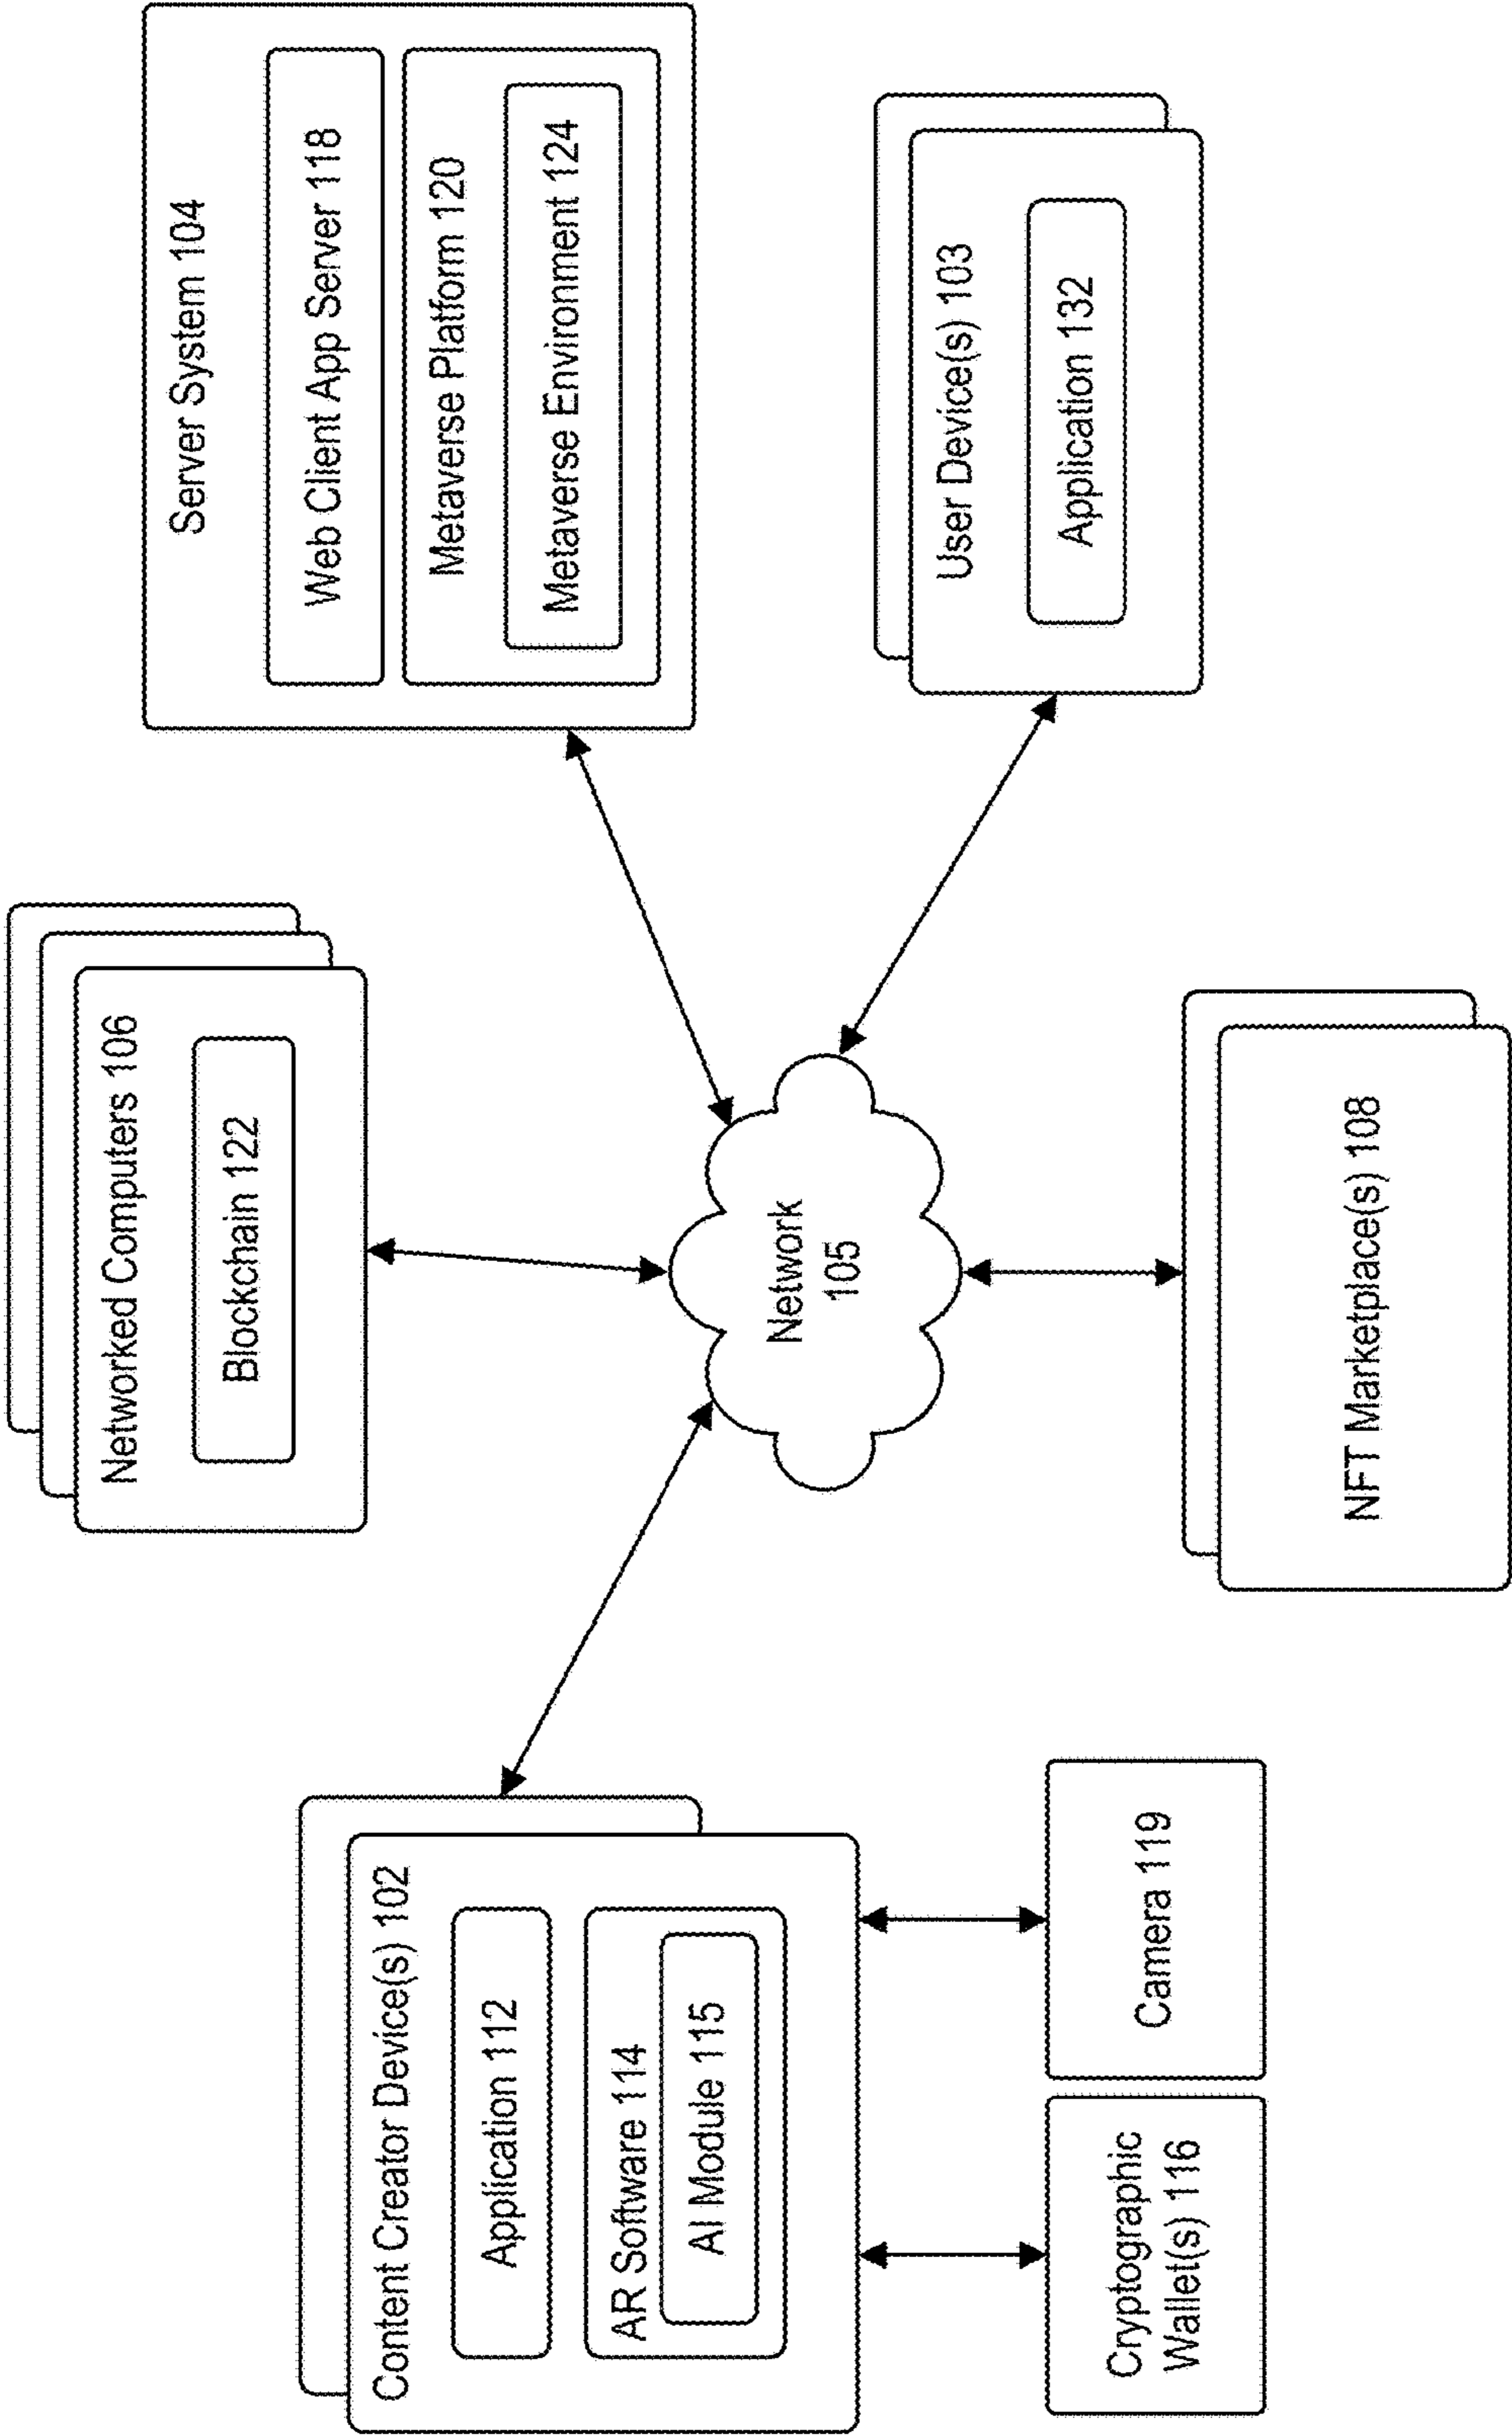 Content Creator Device(s) 102
Application 112
AR Software 114
AI Module 115
Cryptographic
Wallet(s) 116
Camera 119
Networked Computers 106
Blockchain 122
Network
105
NFT Marketplace(s) 108
Server System 104
Web Client App Server 118
Metaverse Platform 120
Metaverse Environment 124
User Device(s) 103
Application 132